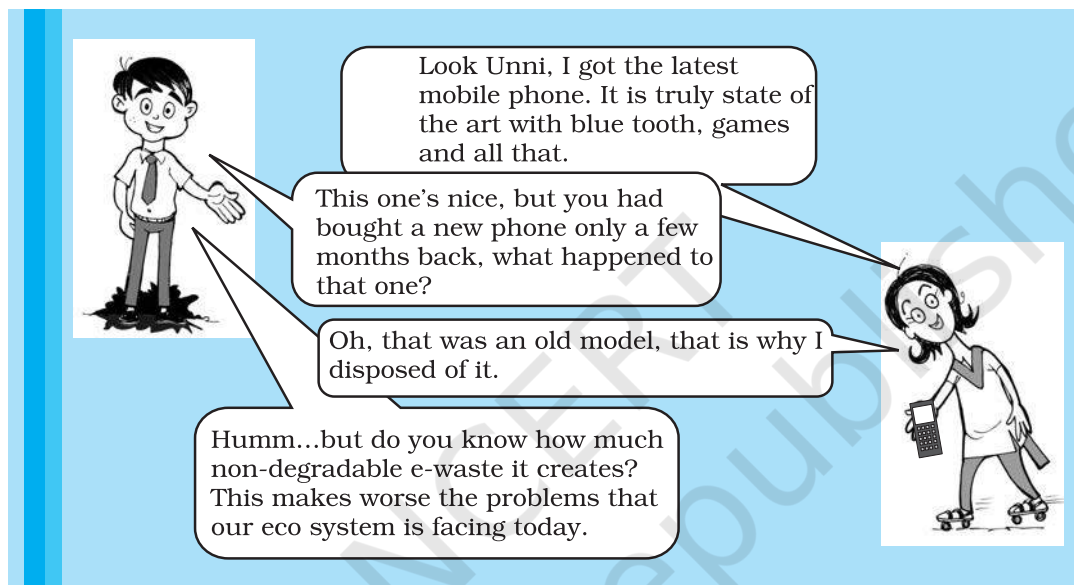 Look Unni, I got the latest
mobile phone. It is truly state of
the art with blue tooth, games
and all that.
This one's nice, but you had
bought a new phone only a few
months back, what happened to
that one?
Oh, that was an old model, that is why I
disposed of it.
Humm...but do you know how much
non-degradable e-waste it creates?
This makes worse the problems that
our eco system is facing today.
NCERT
republishe